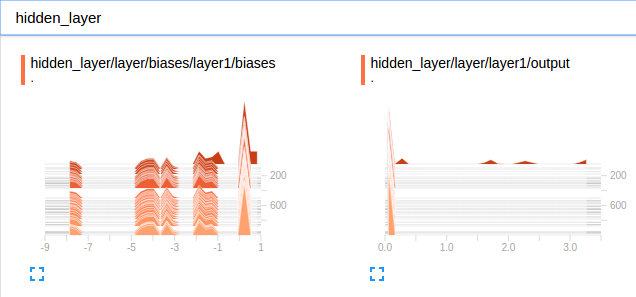 hidden_layer
hidden_layer/layer/biases/layer1/biases
.
hidden_layer/layer/layer1/output
.
200
600
-9 -7 -5 -3 -1 1
200
600
0.0 1.0 2.0 3.0